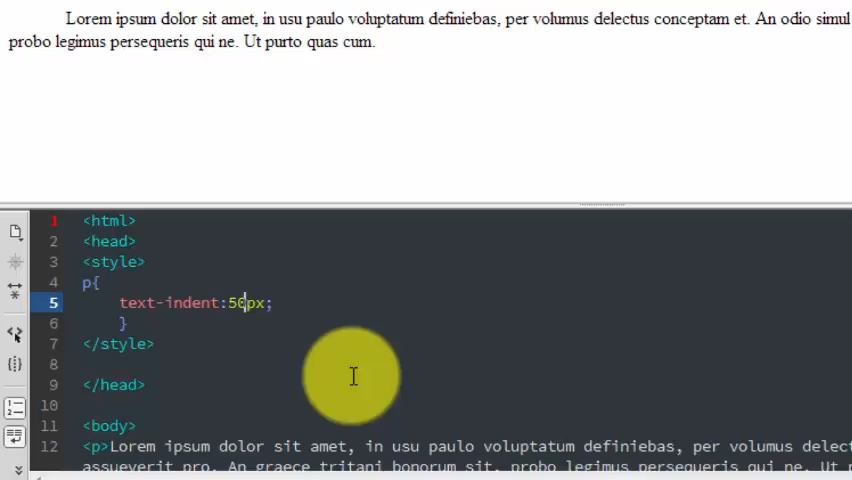 Lorem ipsum dolor sit amet, in usu paulo voluptatum definiebas, per volumus delectus conceptam et. An odio simul
probo legimus persequeris qui ne. Ut purto quas cum.
1 <html>
2 <head>
3 <style>
4 p{
5 text-indent:50px;
6 }
7 </style>
8
9 </head>
10
11 <body>
12 <p>Lorem ipsum dolor sit amet, in usu paulo voluptatum definiebas, per volumus delect
assueverit pro. An graece tritani bonorum sit, probo legimus persequeris qui ne. Ut